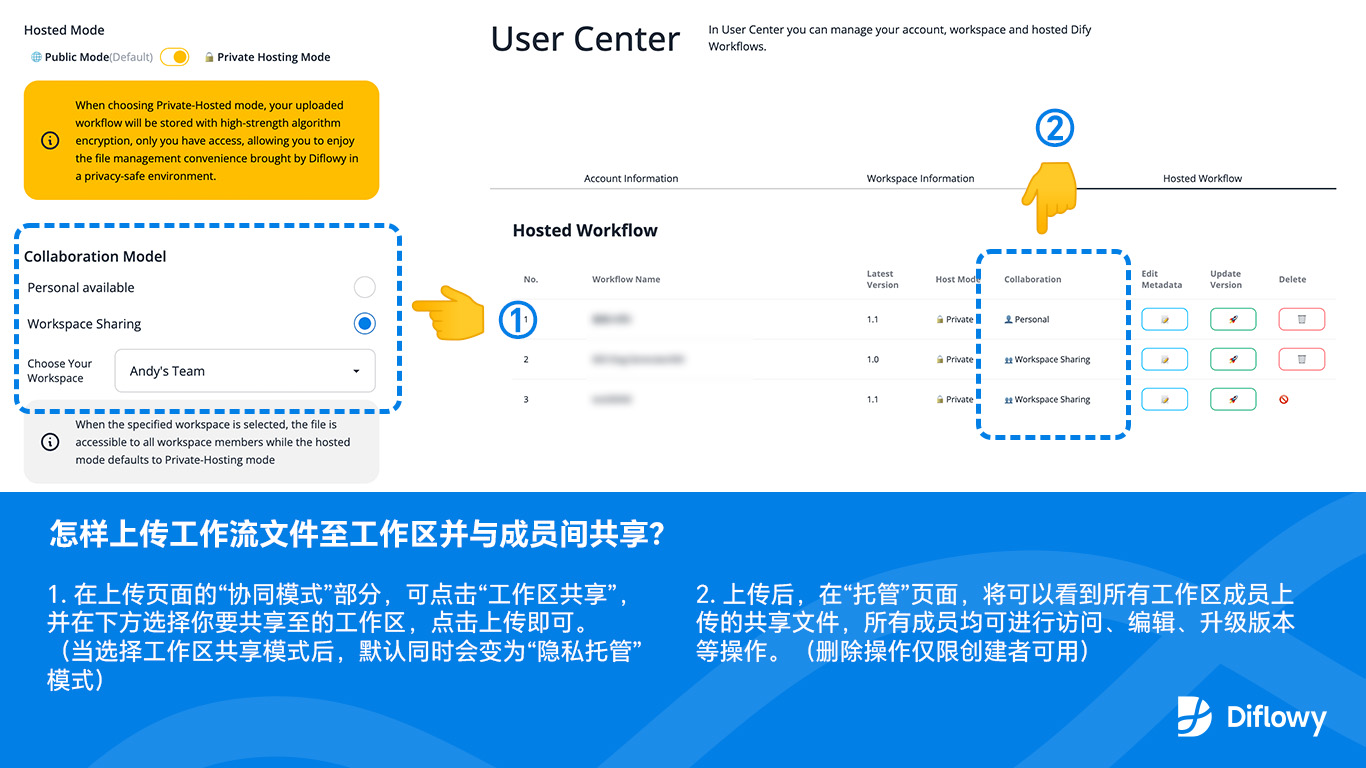 Hosted Mode
Public Mode(Default) Private Hosting Mode
When choosing Private-Hosted mode, your uploaded
workflow will be stored with high-strength algorithm
encryption, only you have access, allowing you to enjoy
the file management convenience brought by Diflowy in
a privacy-safe environment.
Collaboration Model
Personal available
Workspace Sharing
Choose Your
Workspace
Andy's Team
When the specified workspace is selected, the file is
accessible to all workspace members while the hosted
mode defaults to Private-Hosting mode
①
User Center
In User Center you can manage your account, workspace and hosted Dify
Workflows.
②
Account Information Workspace Information Hosted Workflow
Hosted Workflow
No. Workflow Name Latest Version Host Mode Collaboration Edit Metadata Update Version Delete
1 1.1 Private Personal
2 1.0 Private Workspace Sharing
3 1.1 Private Workspace Sharing
怎样上传工作流文件至工作区并与成员间共享?
1. 在上传页面的“协同模式”部分，可点击“工作区共享”，
并在下方选择你要共享至的工作区，点击上传即可。
（当选择工作区共享模式后，默认同时会变为“隐私托管”
模式）
2. 上传后，在“托管”页面，将可以看到所有工作区成员上
传的共享文件，所有成员均可进行访问、编辑、升级版本
等操作。（删除操作仅限创建者可用）
Diflowy